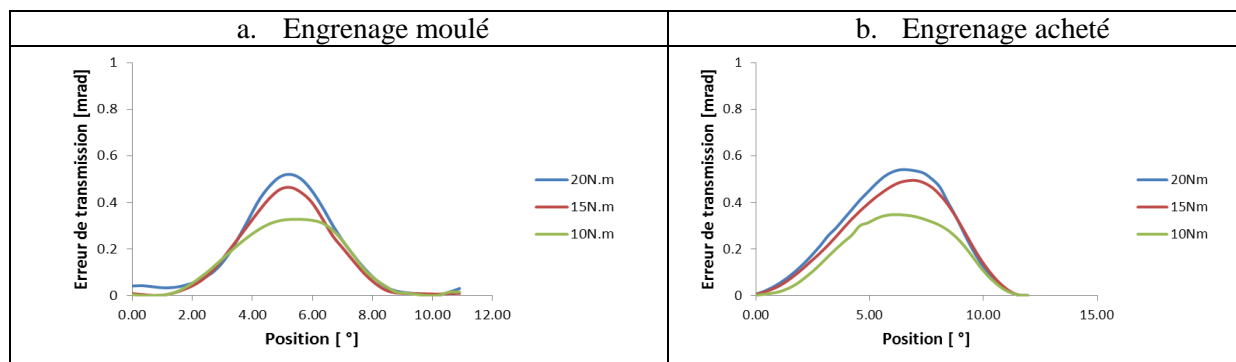 a. Engrenage moulé
b. Engrenage acheté
Erreur de transmission [mrad]
1
0.8
0.6
0.4
0.2
0
0.00 2.00 4.00 6.00 8.00 10.00 12.00
Position [ °]
20N.m
15N.m
10N.m
Erreur de transmission [mrad]
1
0.8
0.6
0.4
0.2
0
0.00 5.00 10.00 15.00
Position [ °]
20Nm
15Nm
10Nm